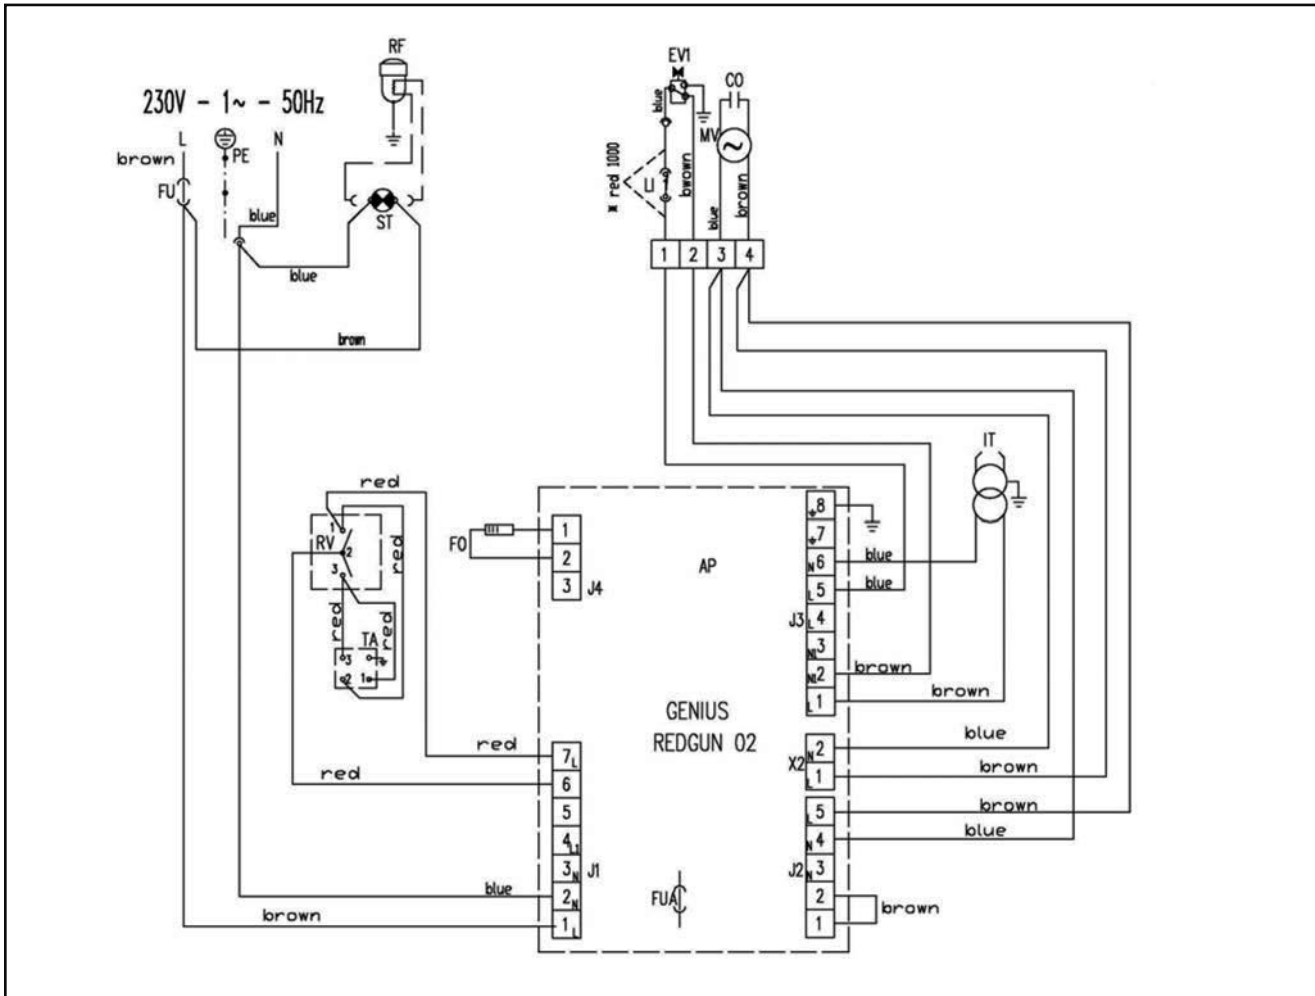 RF
230V - 1~ - 50Hz
L
PE
N
brown
FU
blue
ST
blue
brown
EV1
CO
blue
MV
* red 1000
LI
bwown
blue
brown
1 2 3 4
IT
red
RV
1
2
3
red
red
red
TA
3
2 1
red
red
FO
1
2
3
J4
AP
GENIUS
REDGUN 02
7L
6
5
4L1
3N
2N
1L
J1
blue
brown
FUA
8
7
N6
L5
L4
N3
N2
L1
J3
blue
blue
brown
brown
N2
L1
X2
blue
brown
L5
N4
N3
2
1
J2
brown
blue
brown